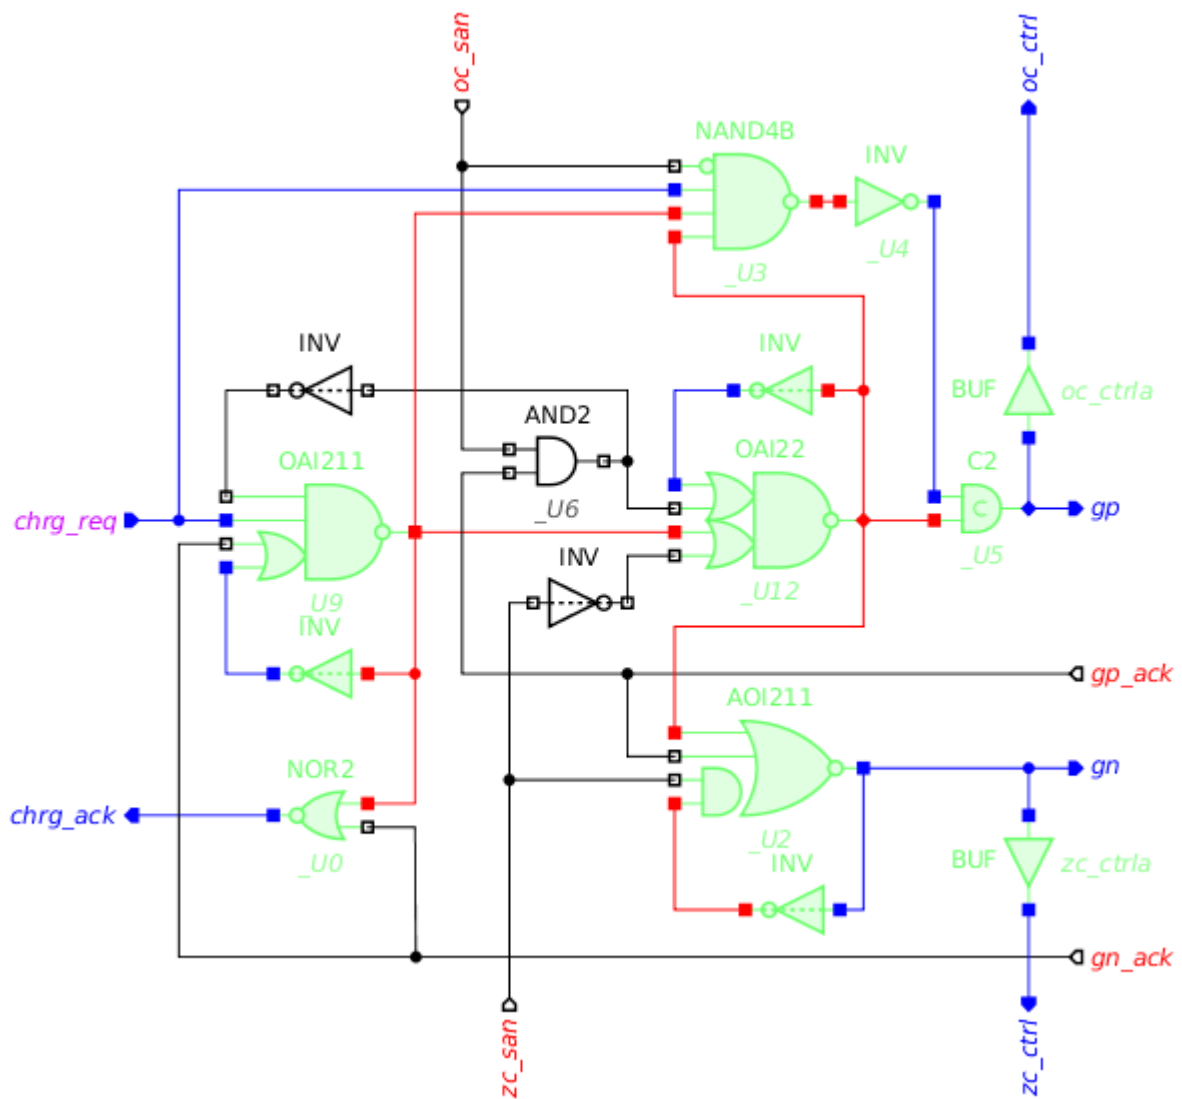 oc_san
oc_ctrl
NAND4B
INV
_U4
_U3
INV
INV
BUF
oc_ctrla
AND2
OAI211
OAI22
C2
chrg_req
_U6
C
gp
INV
_U5
_U12
_U9
INV
gp_ack
AOI211
NOR2
gn
chrg_ack
_U2
_U0
INV
BUF
zc_ctrla
gn_ack
zc_san
zc_ctrl